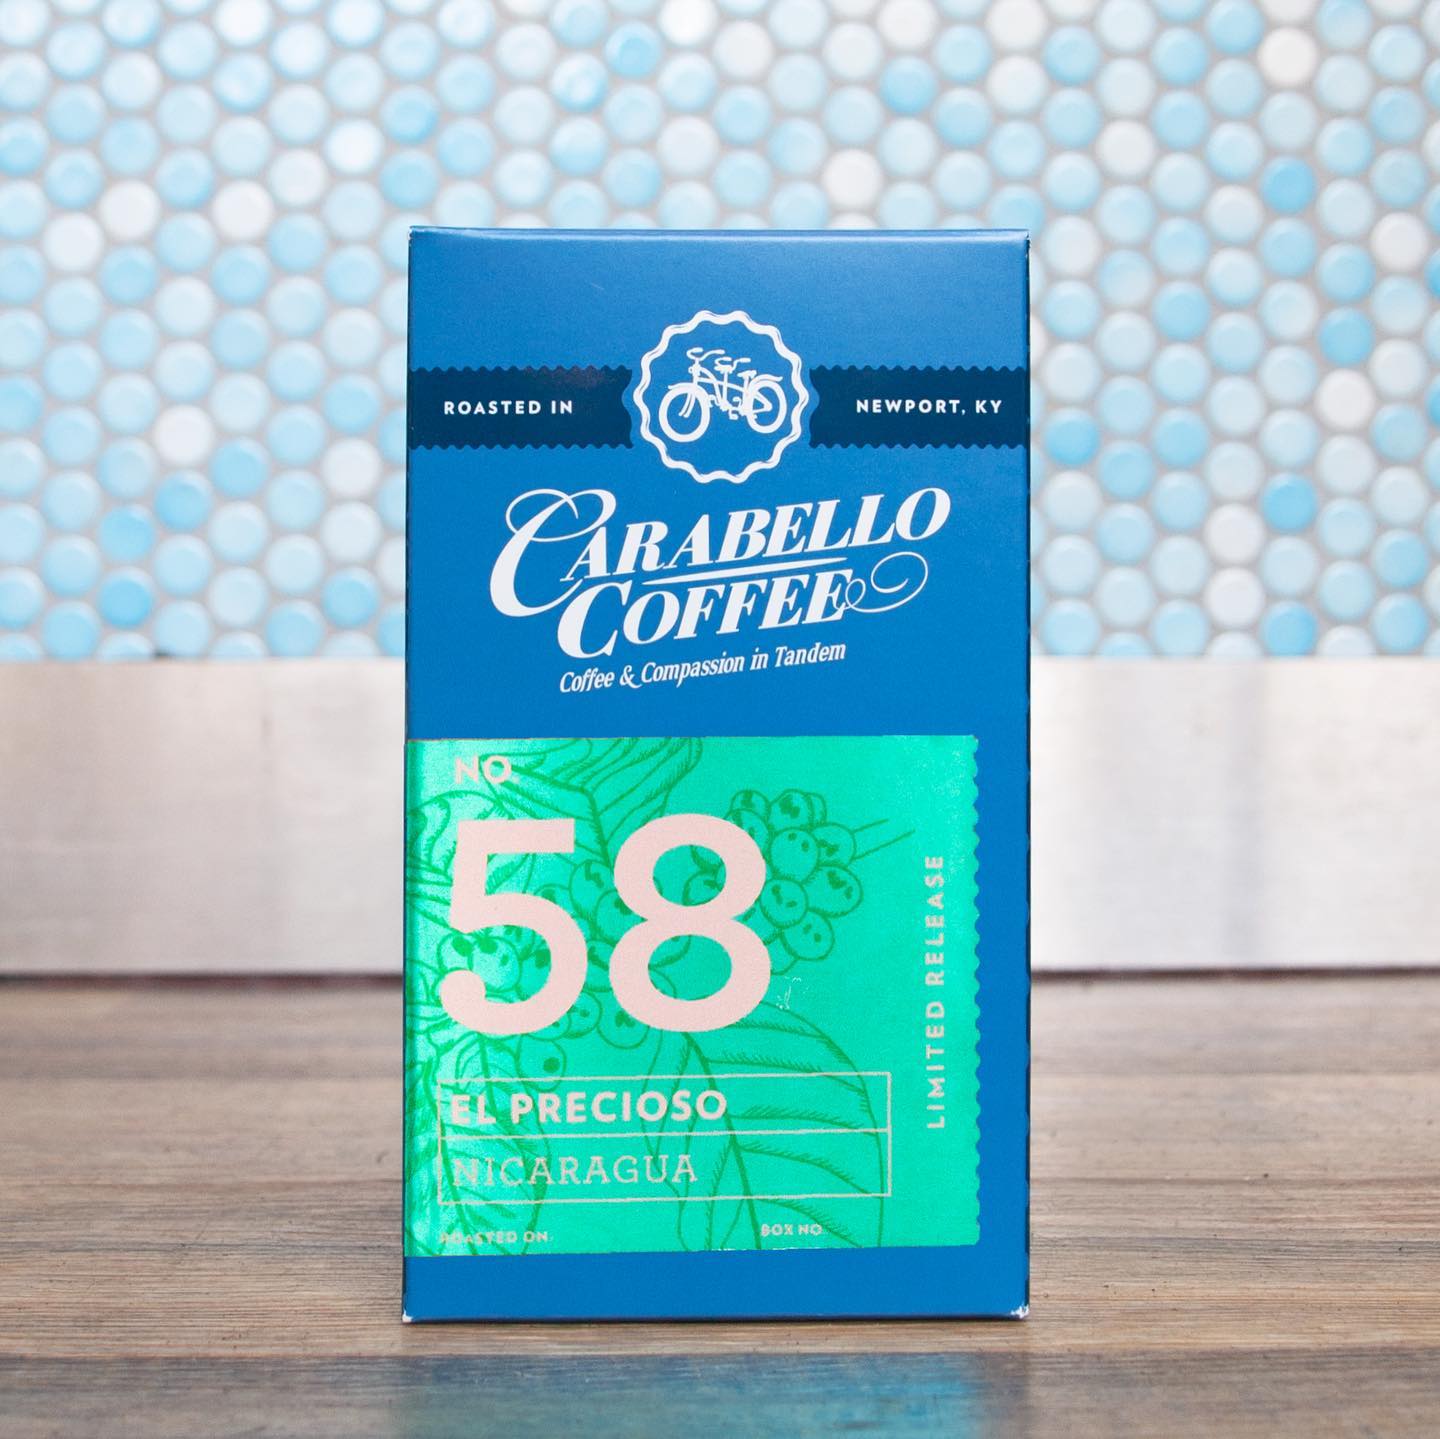 ROASTED IN
NEWPORT, KY
CARABELLO
COFFEE
Coffee & Compassion in Tandem
NO.
58
LIMITED RELEASE
EL PRECIOSO
NICARAGUA
ROASTED ON
BOX NO.